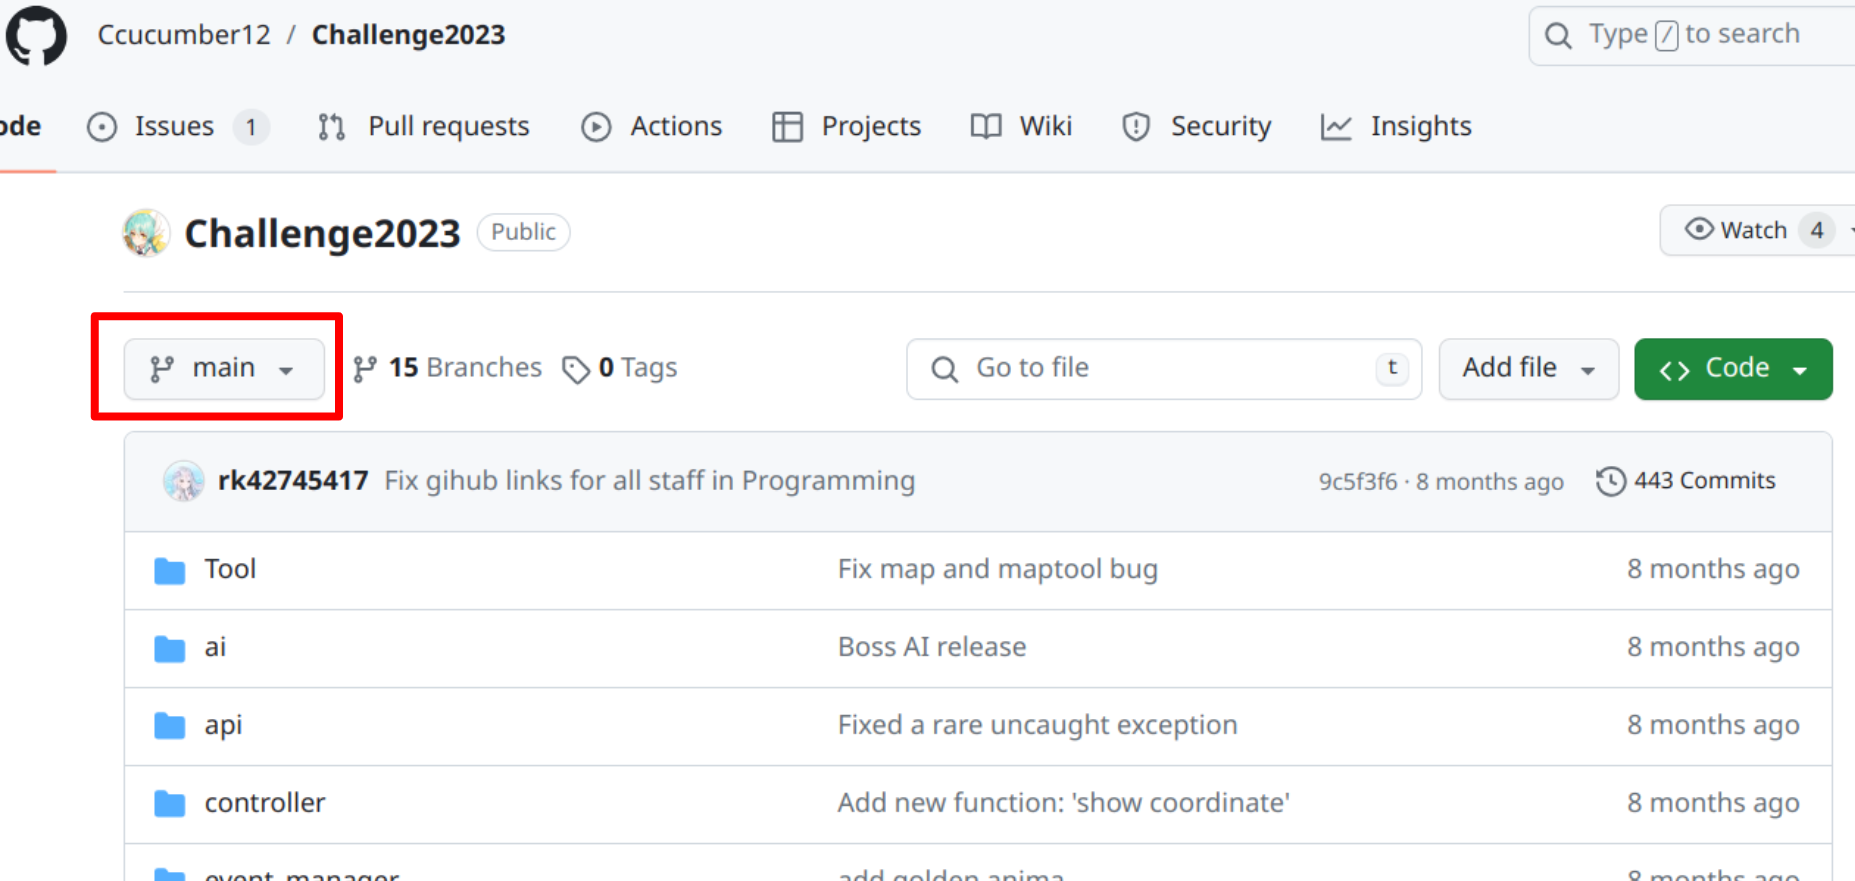 Ccucumber12 / Challenge2023
Type / to search
ode Issues 1 Pull requests Actions Projects Wiki Security Insights
Challenge2023 Public
Watch 4
main 15 Branches 0 Tags Go to file t Add file Code
rk42745417 Fix gihub links for all staff in Programming 9c5f3f6 · 8 months ago 443 Commits
Tool Fix map and maptool bug 8 months ago
ai Boss AI release 8 months ago
api Fixed a rare uncaught exception 8 months ago
controller Add new function: 'show coordinate' 8 months ago
event_manager add golden anima 8 months ago